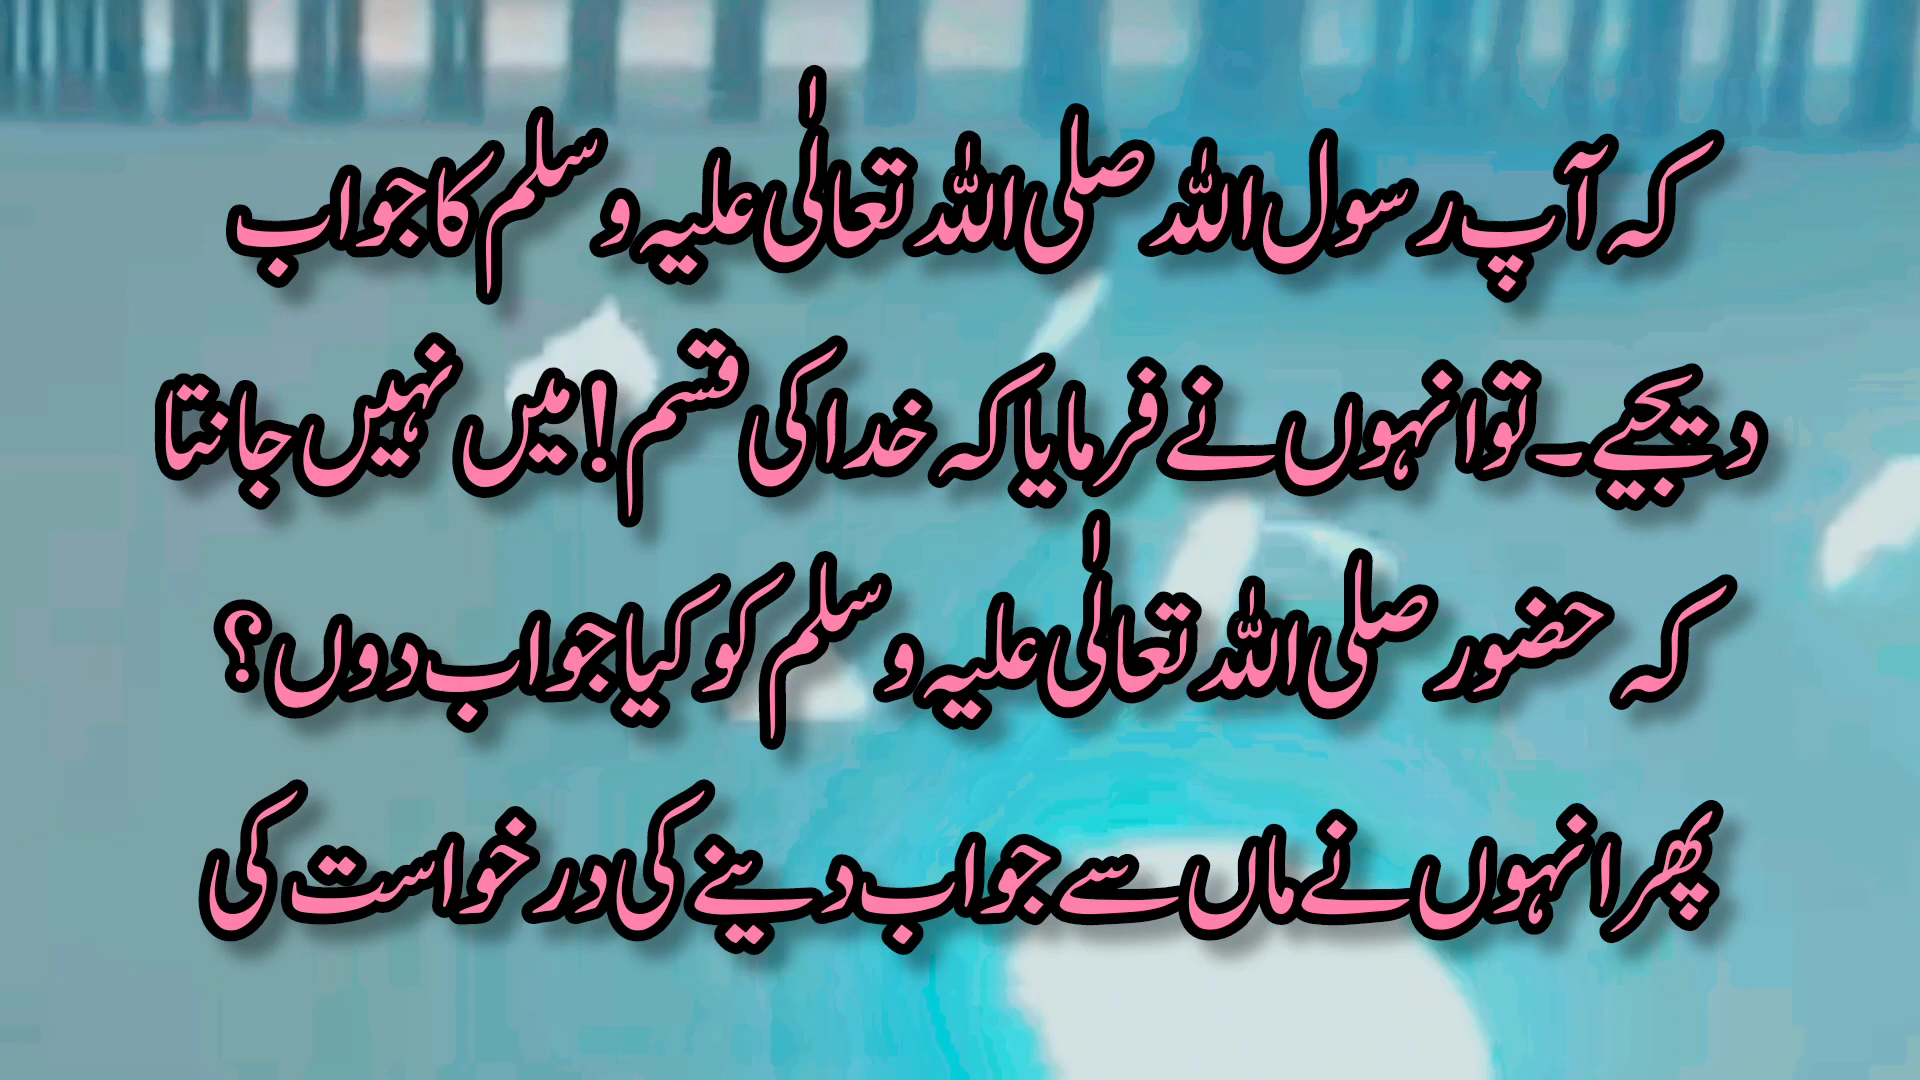 کہ آپ رسول اللہ صلی اللہ تعالٰی علیہ وسلم کا جواب
دیجیے۔ تو انہوں نے فرمایا کہ خدا کی قسم! میں نہیں جانتا
کہ حضور صلی اللہ تعالٰی علیہ وسلم کو کیا جواب دوں؟
پھر انہوں نے ماں سے جواب دینے کی درخواست کی